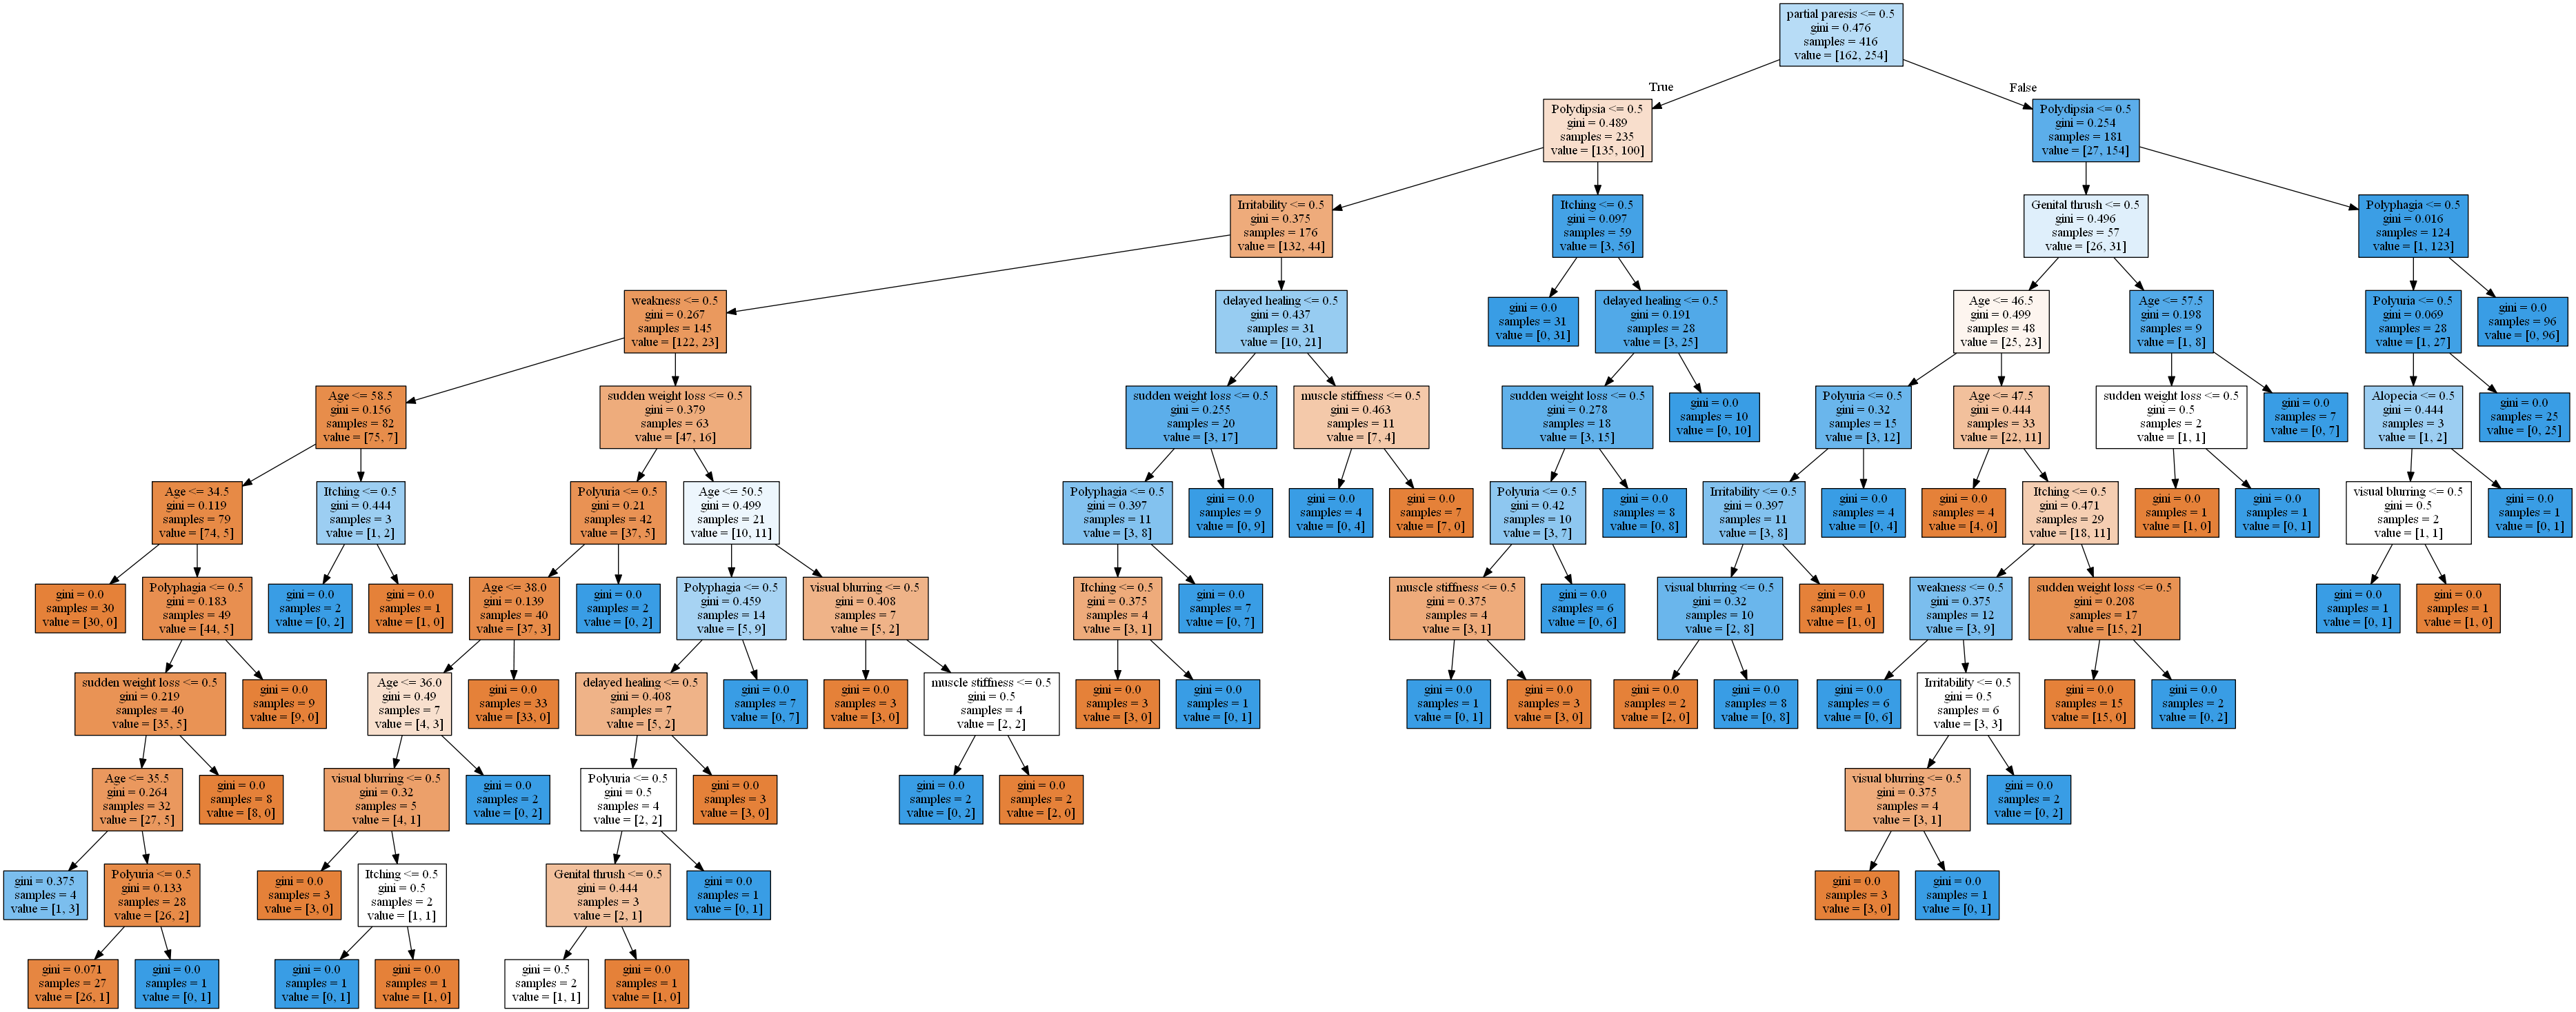 partial paresis <= 0.5
gini = 0.476
samples = 416
value = [162, 254]
True
False
Polydipsia <= 0.5
gini = 0.489
samples = 235
value = [135, 100]
Polydipsia <= 0.5
gini = 0.254
samples = 181
value = [27, 154]
Irritability <= 0.5
gini = 0.375
samples = 176
value = [132, 44]
Itching <= 0.5
gini = 0.097
samples = 59
value = [3, 56]
Genital thrush <= 0.5
gini = 0.496
samples = 57
value = [26, 31]
Polyphagia <= 0.5
gini = 0.016
samples = 124
value = [1, 123]
weakness <= 0.5
gini = 0.267
samples = 145
value = [122, 23]
delayed healing <= 0.5
gini = 0.437
samples = 31
value = [10, 21]
gini = 0.0
samples = 31
value = [0, 31]
delayed healing <= 0.5
gini = 0.191
samples = 28
value = [3, 25]
Age <= 46.5
gini = 0.499
samples = 48
value = [25, 23]
Age <= 57.5
gini = 0.198
samples = 9
value = [1, 8]
Polyuria <= 0.5
gini = 0.069
samples = 28
value = [1, 27]
gini = 0.0
samples = 96
value = [0, 96]
Age <= 58.5
gini = 0.156
samples = 82
value = [75, 7]
sudden weight loss <= 0.5
gini = 0.379
samples = 63
value = [47, 16]
sudden weight loss <= 0.5
gini = 0.255
samples = 20
value = [3, 17]
muscle stiffness <= 0.5
gini = 0.463
samples = 11
value = [7, 4]
sudden weight loss <= 0.5
gini = 0.278
samples = 18
value = [3, 15]
gini = 0.0
samples = 10
value = [0, 10]
Polyuria <= 0.5
gini = 0.32
samples = 15
value = [3, 12]
Age <= 47.5
gini = 0.444
samples = 33
value = [22, 11]
sudden weight loss <= 0.5
gini = 0.5
samples = 2
value = [1, 1]
gini = 0.0
samples = 7
value = [0, 7]
Alopecia <= 0.5
gini = 0.444
samples = 3
value = [1, 2]
gini = 0.0
samples = 25
value = [0, 25]
Age <= 34.5
gini = 0.119
samples = 79
value = [74, 5]
Itching <= 0.5
gini = 0.444
samples = 3
value = [1, 2]
Polyuria <= 0.5
gini = 0.21
samples = 42
value = [37, 5]
Age <= 50.5
gini = 0.499
samples = 21
value = [10, 11]
Polyphagia <= 0.5
gini = 0.397
samples = 11
value = [3, 8]
gini = 0.0
samples = 9
value = [0, 9]
gini = 0.0
samples = 4
value = [0, 4]
gini = 0.0
samples = 7
value = [7, 0]
Polyuria <= 0.5
gini = 0.42
samples = 10
value = [3, 7]
gini = 0.0
samples = 8
value = [0, 8]
Irritability <= 0.5
gini = 0.397
samples = 11
value = [3, 8]
gini = 0.0
samples = 4
value = [0, 4]
gini = 0.0
samples = 4
value = [4, 0]
Itching <= 0.5
gini = 0.471
samples = 29
value = [18, 11]
gini = 0.0
samples = 1
value = [1, 0]
gini = 0.0
samples = 1
value = [0, 1]
visual blurring <= 0.5
gini = 0.5
samples = 2
value = [1, 1]
gini = 0.0
samples = 1
value = [0, 1]
gini = 0.0
samples = 30
value = [30, 0]
Polyphagia <= 0.5
gini = 0.183
samples = 49
value = [44, 5]
gini = 0.0
samples = 2
value = [0, 2]
gini = 0.0
samples = 1
value = [1, 0]
Age <= 38.0
gini = 0.139
samples = 40
value = [37, 3]
gini = 0.0
samples = 2
value = [0, 2]
Polyphagia <= 0.5
gini = 0.459
samples = 14
value = [5, 9]
visual blurring <= 0.5
gini = 0.408
samples = 7
value = [5, 2]
Itching <= 0.5
gini = 0.375
samples = 4
value = [3, 1]
gini = 0.0
samples = 7
value = [0, 7]
muscle stiffness <= 0.5
gini = 0.375
samples = 4
value = [3, 1]
gini = 0.0
samples = 6
value = [0, 6]
visual blurring <= 0.5
gini = 0.32
samples = 10
value = [2, 8]
gini = 0.0
samples = 1
value = [1, 0]
weakness <= 0.5
gini = 0.375
samples = 12
value = [3, 9]
sudden weight loss <= 0.5
gini = 0.208
samples = 17
value = [15, 2]
gini = 0.0
samples = 1
value = [0, 1]
gini = 0.0
samples = 1
value = [1, 0]
sudden weight loss <= 0.5
gini = 0.219
samples = 40
value = [35, 5]
gini = 0.0
samples = 9
value = [9, 0]
Age <= 36.0
gini = 0.49
samples = 7
value = [4, 3]
gini = 0.0
samples = 33
value = [33, 0]
delayed healing <= 0.5
gini = 0.408
samples = 7
value = [5, 2]
gini = 0.0
samples = 7
value = [0, 7]
gini = 0.0
samples = 3
value = [3, 0]
muscle stiffness <= 0.5
gini = 0.5
samples = 4
value = [2, 2]
gini = 0.0
samples = 3
value = [3, 0]
gini = 0.0
samples = 1
value = [0, 1]
gini = 0.0
samples = 1
value = [0, 1]
gini = 0.0
samples = 3
value = [3, 0]
gini = 0.0
samples = 2
value = [2, 0]
gini = 0.0
samples = 8
value = [0, 8]
gini = 0.0
samples = 6
value = [0, 6]
Irritability <= 0.5
gini = 0.5
samples = 6
value = [3, 3]
gini = 0.0
samples = 15
value = [15, 0]
gini = 0.0
samples = 2
value = [0, 2]
Age <= 35.5
gini = 0.264
samples = 32
value = [27, 5]
gini = 0.0
samples = 8
value = [8, 0]
visual blurring <= 0.5
gini = 0.32
samples = 5
value = [4, 1]
gini = 0.0
samples = 2
value = [0, 2]
Polyuria <= 0.5
gini = 0.5
samples = 4
value = [2, 2]
gini = 0.0
samples = 3
value = [3, 0]
gini = 0.0
samples = 2
value = [0, 2]
gini = 0.0
samples = 2
value = [2, 0]
visual blurring <= 0.5
gini = 0.375
samples = 4
value = [3, 1]
gini = 0.0
samples = 2
value = [0, 2]
gini = 0.375
samples = 4
value = [1, 3]
Polyuria <= 0.5
gini = 0.133
samples = 28
value = [26, 2]
gini = 0.0
samples = 3
value = [3, 0]
Itching <= 0.5
gini = 0.5
samples = 2
value = [1, 1]
Genital thrush <= 0.5
gini = 0.444
samples = 3
value = [2, 1]
gini = 0.0
samples = 1
value = [0, 1]
gini = 0.0
samples = 3
value = [3, 0]
gini = 0.0
samples = 1
value = [0, 1]
gini = 0.071
samples = 27
value = [26, 1]
gini = 0.0
samples = 1
value = [0, 1]
gini = 0.0
samples = 1
value = [0, 1]
gini = 0.0
samples = 1
value = [1, 0]
gini = 0.5
samples = 2
value = [1, 1]
gini = 0.0
samples = 1
value = [1, 0]